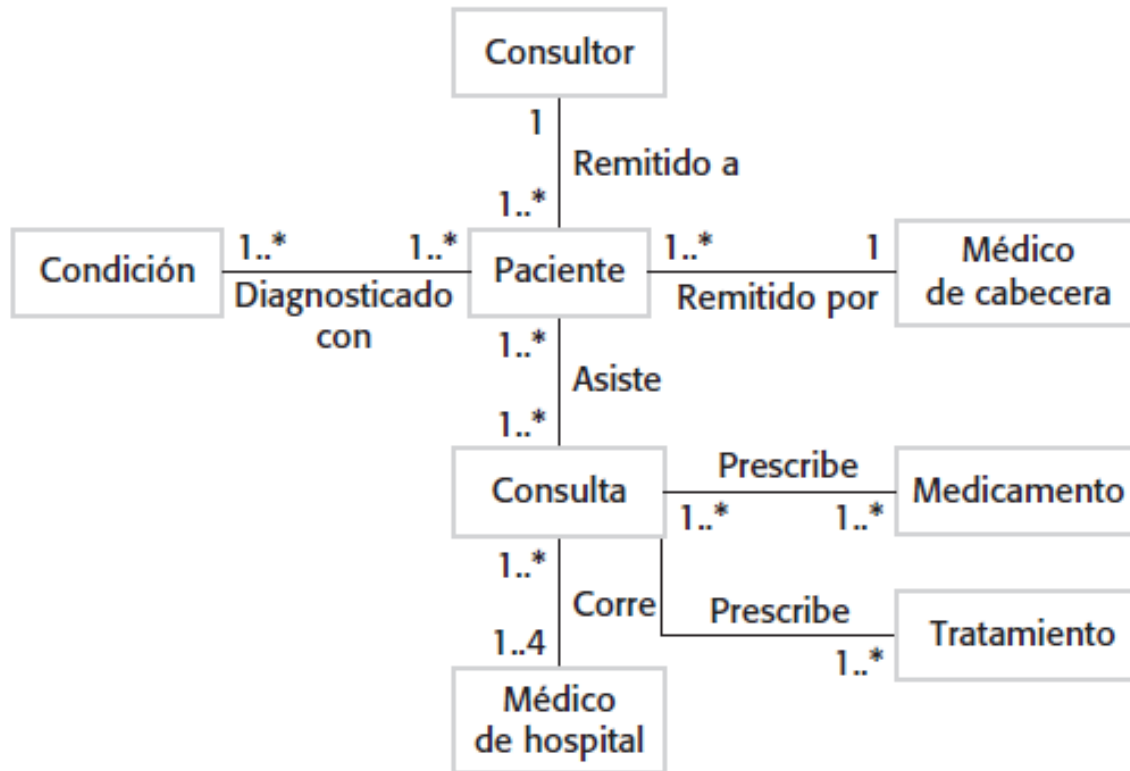 Consultor
1
Remitido a
1..*
Condición
1..*
1..*
Diagnosticado
con
Paciente
1..*
1
Remitido por
Médico
de cabecera
1..*
Asiste
1..*
Consulta
Prescribe
1..*
1..*
Medicamento
1..*
Corre
1..4
Prescribe
1..*
Tratamiento
Médico
de hospital